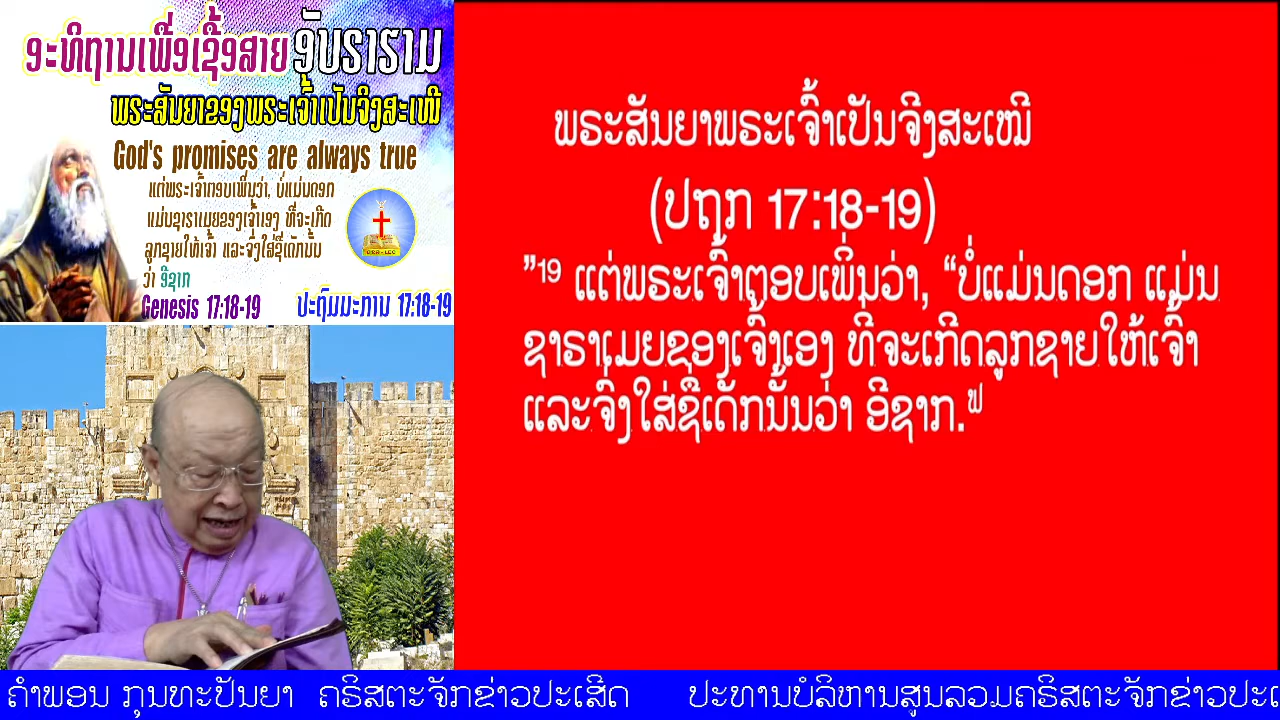 ອະທິຖານເພື່ອເຊື້ອສາຍ ອັບຣາຮາມ
ພຣະສັນຍາຂອງພຣະເຈົ້າເປັນຈິງສະເໝີ
God's promises are always true
ແຕ່ພຣະເຈົ້າຕອບເພິ່ນວ່າ, ບໍ່ແມ່ນດອກ
ແມ່ນຊາຣາເມຍຂອງເຈົ້າເອງ ທີ່ຈະເກີດ
ລູກຊາຍໃຫ້ເຈົ້າ ແລະຈົ່ງໃສ່ຊື່ເດັກນັ້ນ
ວ່າ ອີຊາກ
Genesis 17:18-19 ປະຖົມມະການ 17:18-19
ພຣະສັນຍາພຣະເຈົ້າເປັນຈີງສະເໝີ
(ປຖກ 17:18-19)
”¹⁹ ແຕ່ພຣະເຈົ້າຕອບເພິ່ນວ່າ, “ບໍ່ແມ່ນດອກ ແມ່ນ
ຊາຣາເມຍຂອງເຈົ້າເອງ ທີ່ຈະເກີດລູກຊາຍໃຫ້ເຈົ້າ
ແລະຈົ່ງໃສ່ຊື່ເດັກນັ້ນວ່າ ອີຊາກ.ຟ
ຄຳພອນ ກຸນທະປັນຍາ ຄຣິສຕະຈັກຂ່າວປະເສີດ ປະທານບໍລິຫານສູນລວມຄຣິສຕະຈັກຂ່າວປະເ